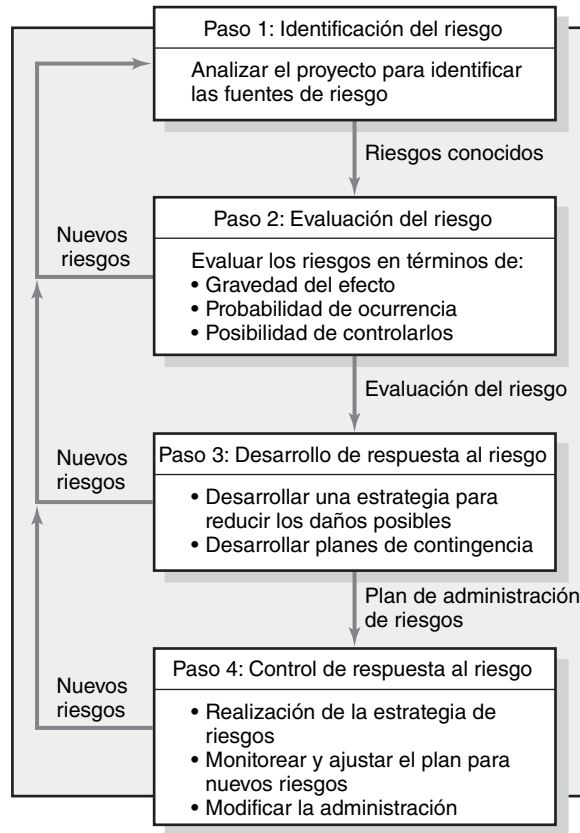 Paso 1: Identificación del riesgo
Analizar el proyecto para identificar
las fuentes de riesgo
Riesgos conocidos
Paso 2: Evaluación del riesgo
Nuevos
riesgos
Evaluar los riesgos en términos de:
• Gravedad del efecto
• Probabilidad de ocurrencia
• Posibilidad de controlarlos
Evaluación del riesgo
Paso 3: Desarrollo de respuesta al riesgo
Nuevos
riesgos
• Desarrollar una estrategia para
reducir los daños posibles
• Desarrollar planes de contingencia
Plan de administración
de riesgos
Paso 4: Control de respuesta al riesgo
Nuevos
riesgos
• Realización de la estrategia de
riesgos
• Monitorear y ajustar el plan para
nuevos riesgos
• Modificar la administración